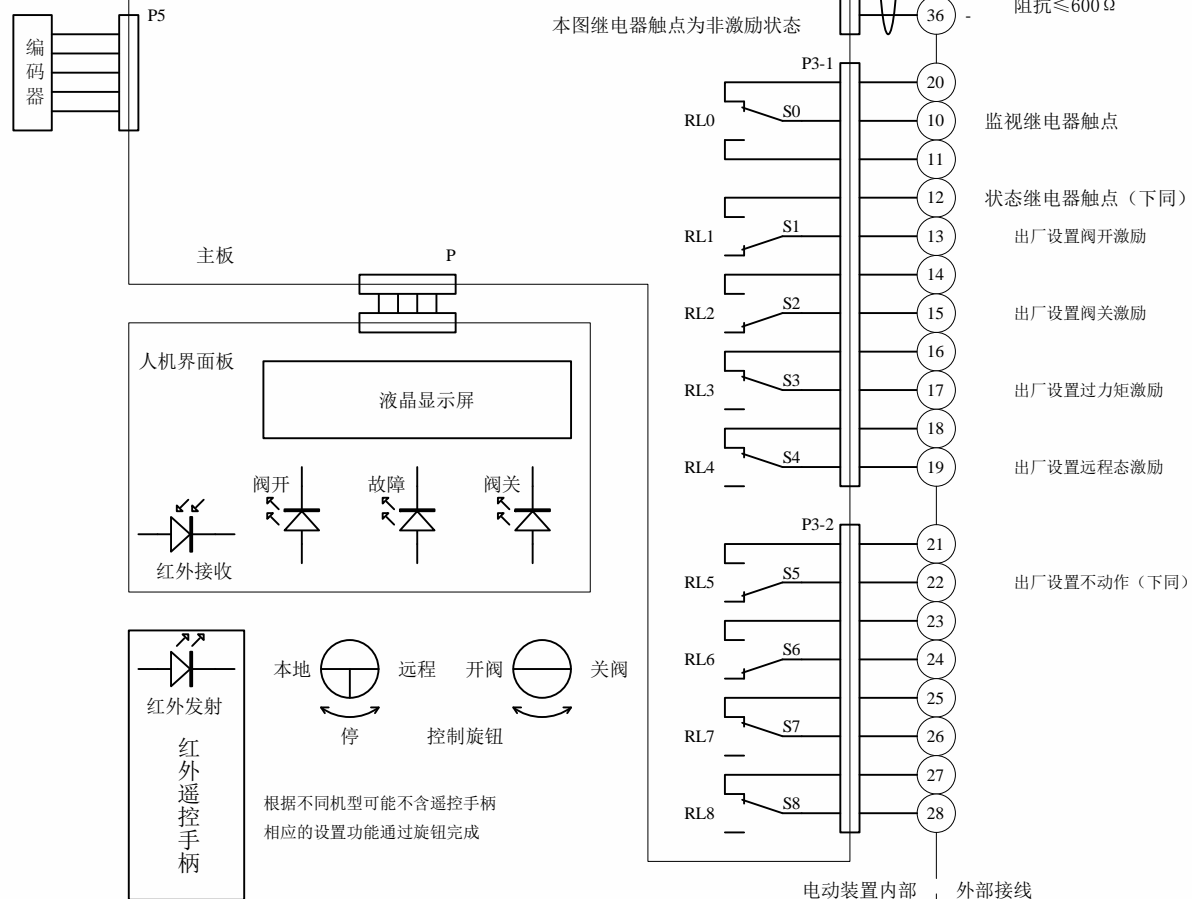 P5
编码器
本图继电器触点为非激励状态
36 -
阻抗≤600Ω
P3-1
20
RL0 S0 10 监视继电器触点
11
12 状态继电器触点（下同）
RL1 S1 13 出厂设置阀开激励
14
RL2 S2 15 出厂设置阀关激励
16
RL3 S3 17 出厂设置过力矩激励
18
RL4 S4 19 出厂设置远程态激励
P3-2
21
RL5 S5 22 出厂设置不动作（下同）
23
RL6 S6 24
25
RL7 S7 26
27
RL8 S8 28
电动装置内部 外部接线
主板 P
人机界面板
液晶显示屏
阀开 故障 阀关
红外接收
红外发射
红外遥控手柄
本地 远程 开阀 关阀
停 控制旋钮
根据不同机型可能不含遥控手柄
相应的设置功能通过旋钮完成